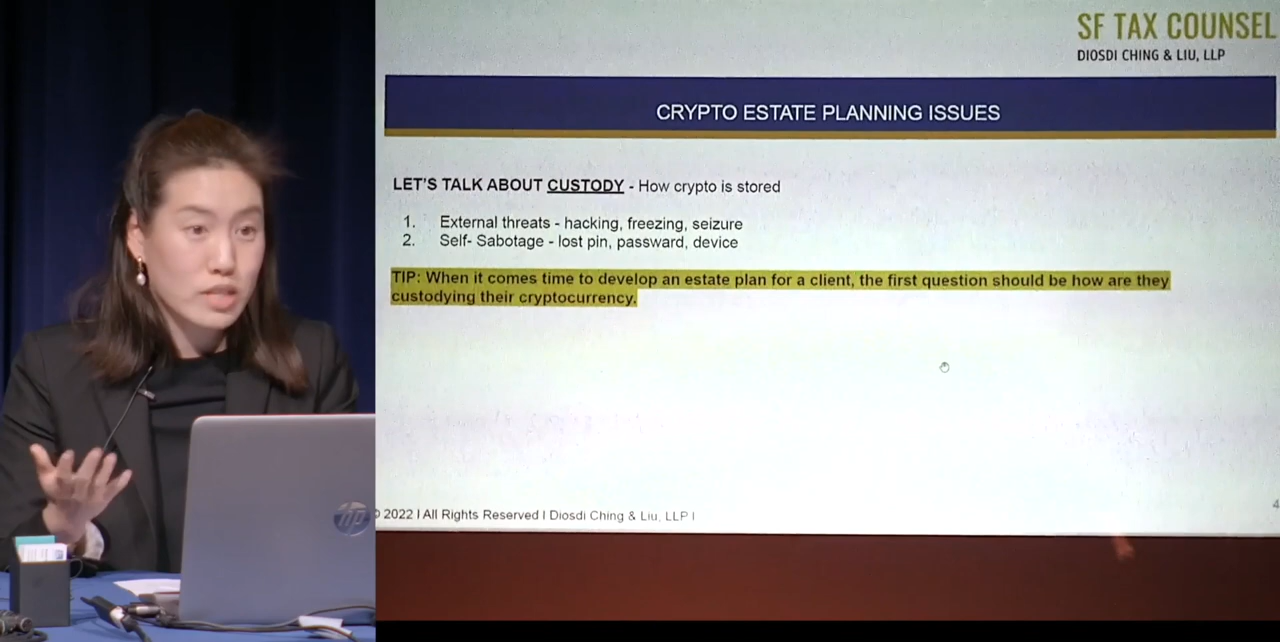 SF TAX COUNSEL
DIOSDI CHING & LIU, LLP
CRYPTO ESTATE PLANNING ISSUES
LET'S TALK ABOUT CUSTODY - How crypto is stored
1. External threats - hacking, freezing, seizure
2. Self- Sabotage - lost pin, passward, device
TIP: When it comes time to develop an estate plan for a client, the first question should be how are they
custodying their cryptocurrency.
© 2022 I All Rights Reserved I Diosdi Ching & Liu, LLP I
4
hp